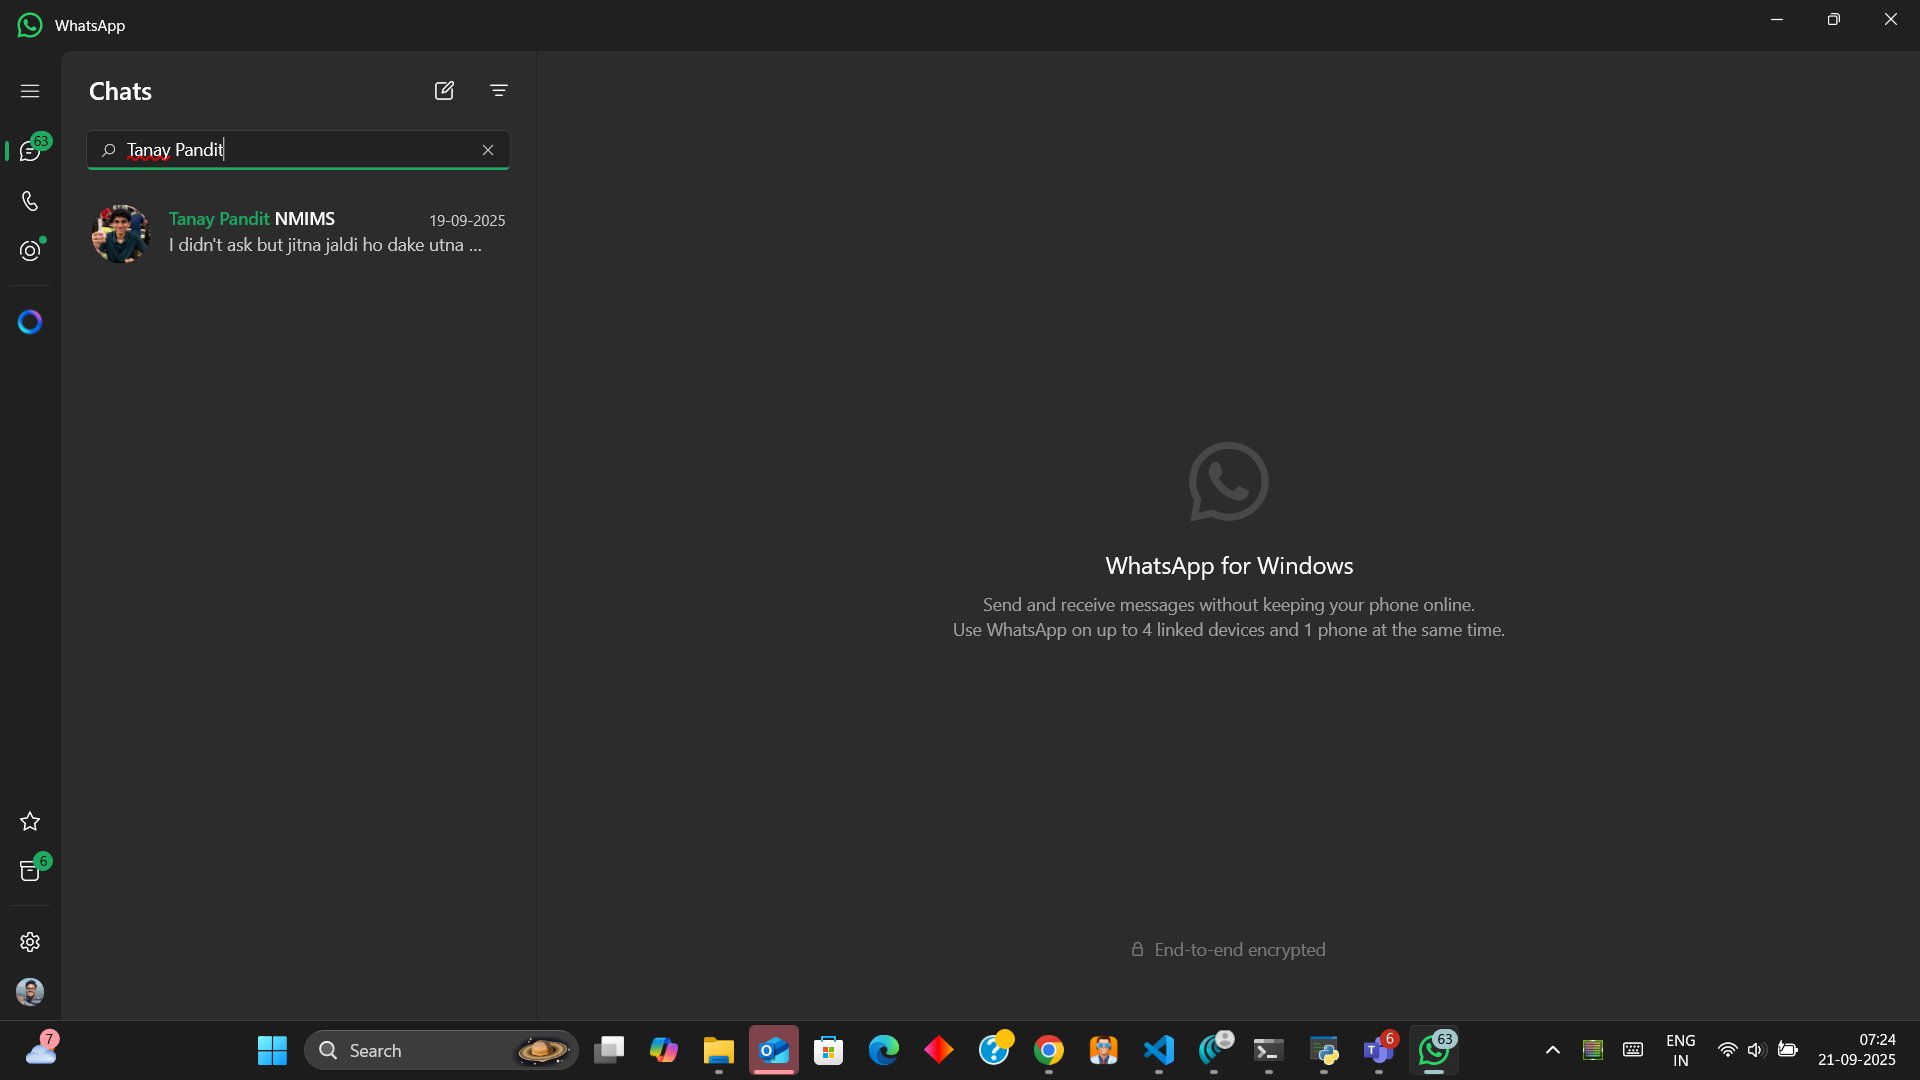 WhatsApp
Chats
63
Tanay Pandit
Tanay Pandit NMIMS
19-09-2025
I didn't ask but jitna jaldi ho dake utna ...
WhatsApp for Windows
Send and receive messages without keeping your phone online.
Use WhatsApp on up to 4 linked devices and 1 phone at the same time.
6
End-to-end encrypted
7
Search
6
63
ENG
IN
07:24
21-09-2025